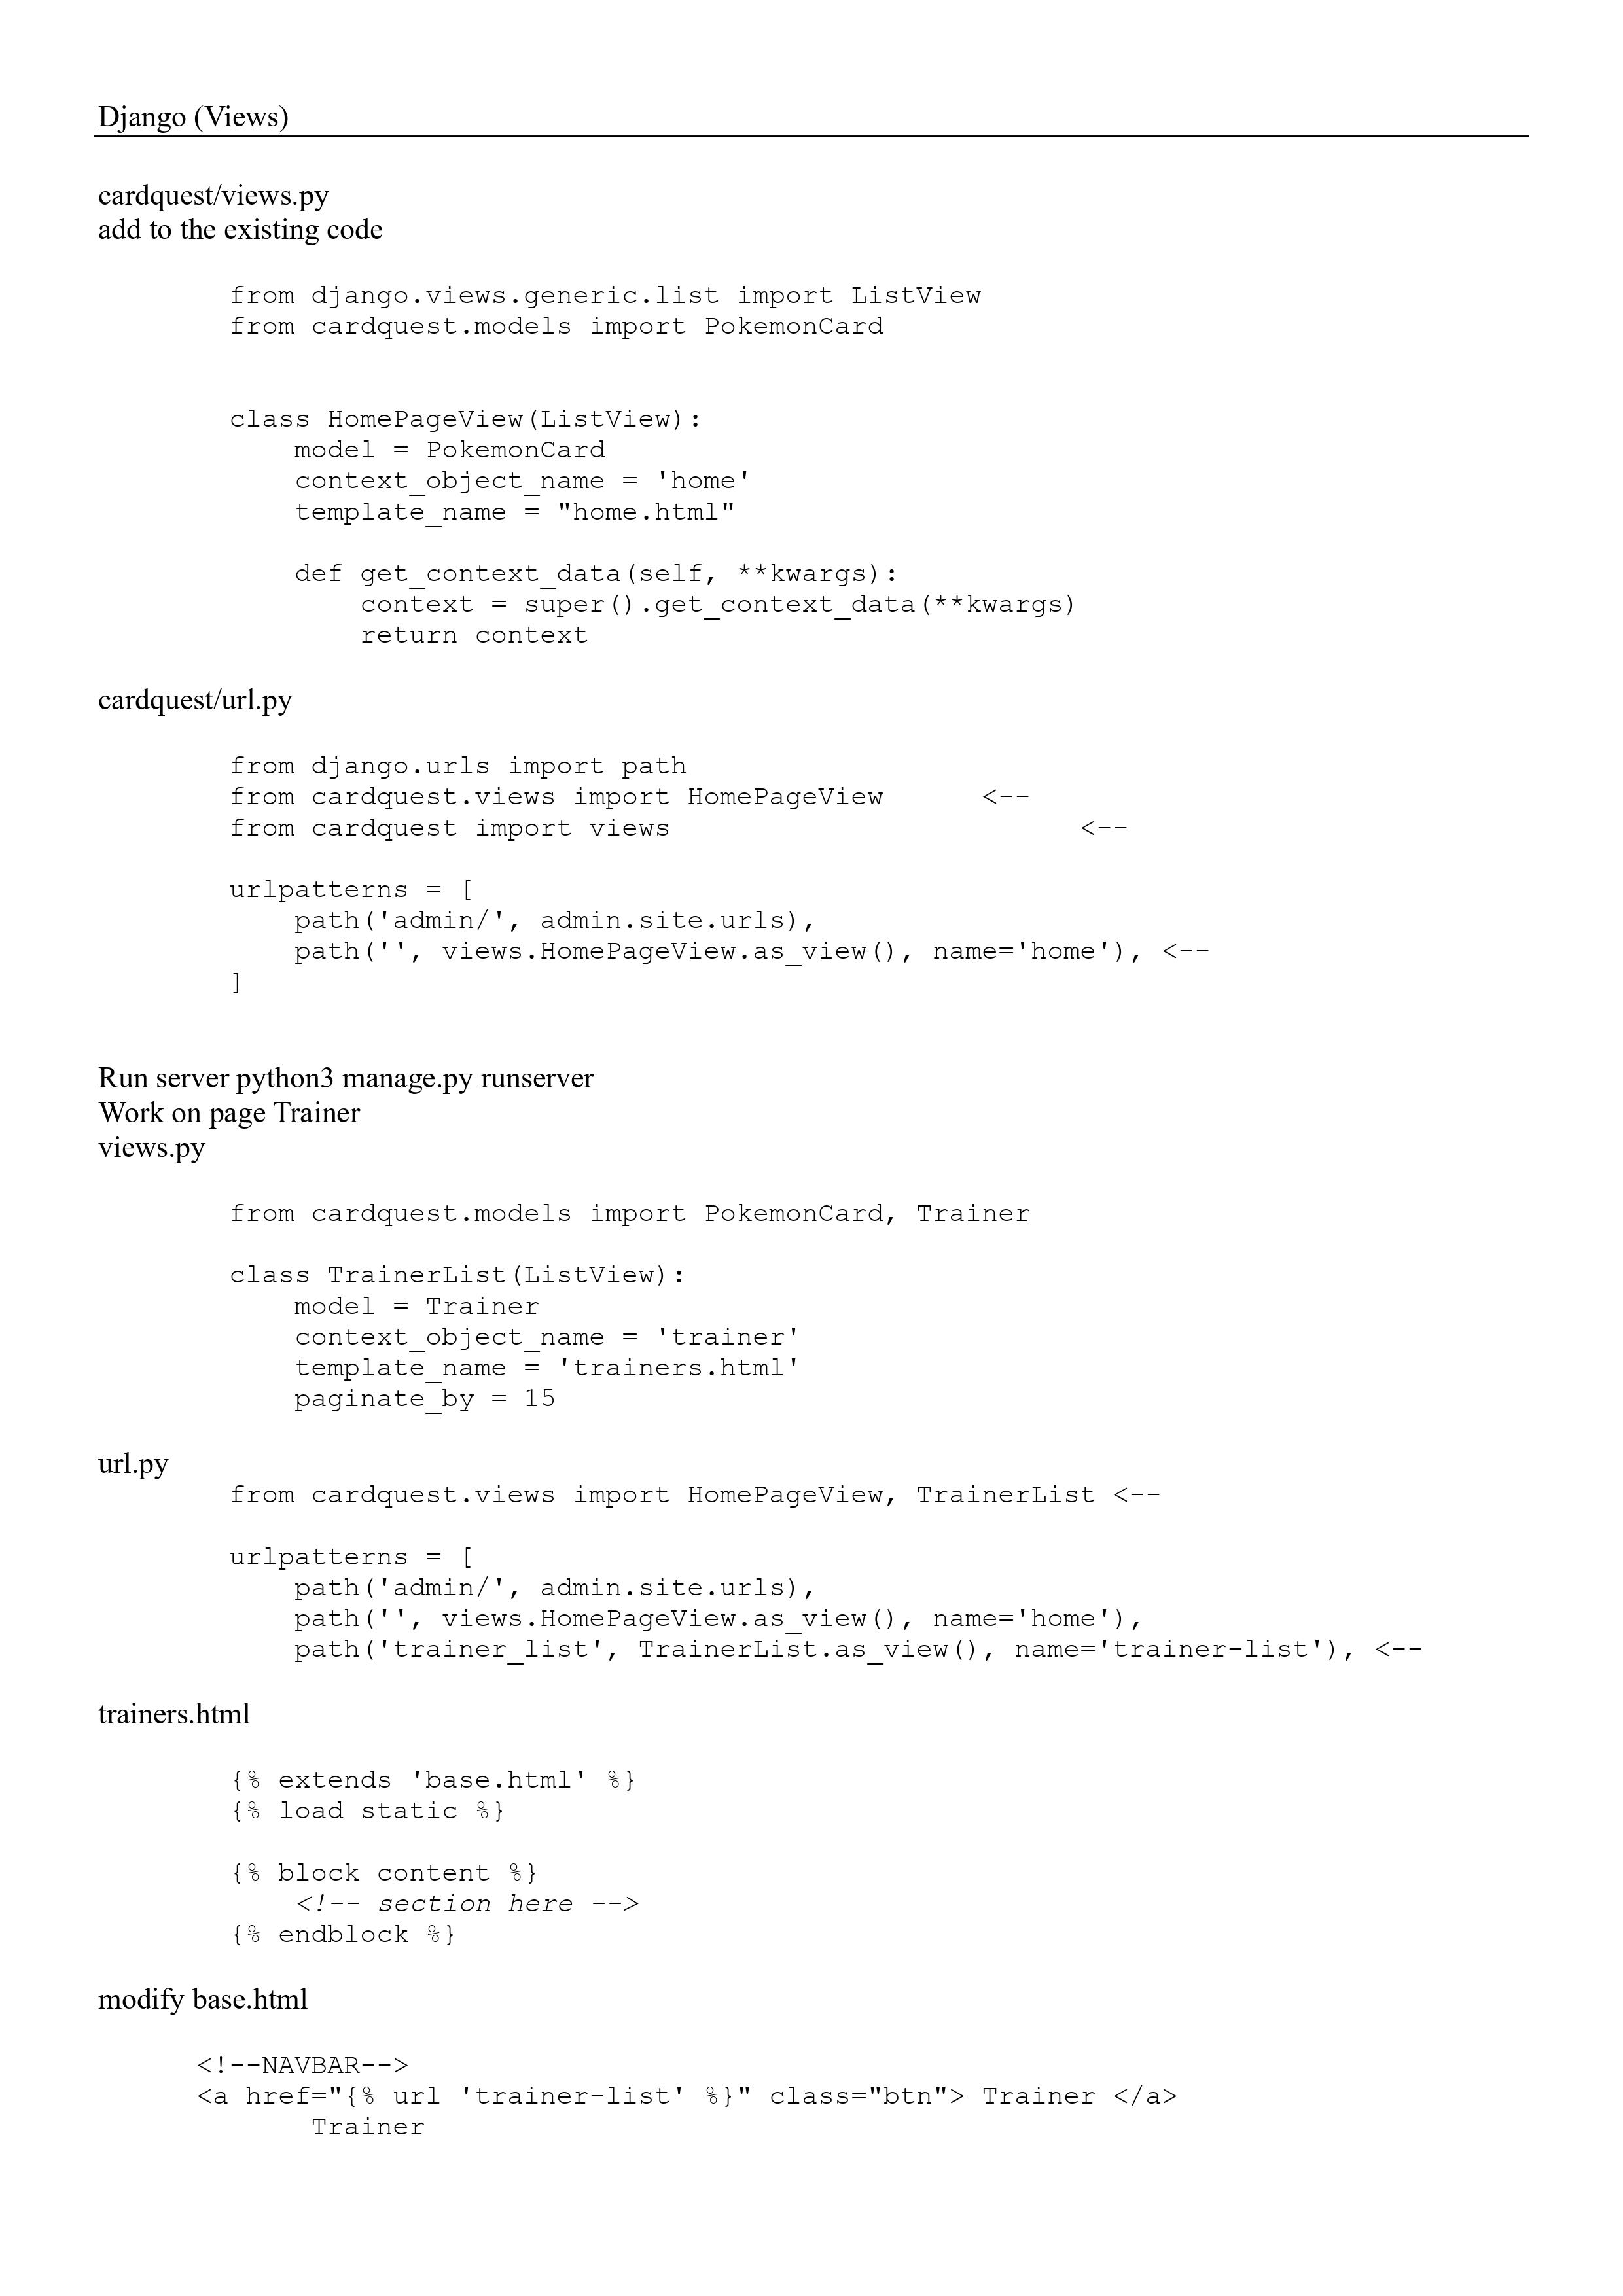 Django (Views)
cardquest/views.py
add to the existing code
from django.views.generic.list import ListView
from cardquest.models import PokemonCard
class HomePageView(ListView):
    model = PokemonCard
    context_object_name = 'home'
    template_name = "home.html"
    def get_context_data(self, **kwargs):
        context = super().get_context_data(**kwargs)
        return context
cardquest/url.py
from django.urls import path
from cardquest.views import HomePageView      <--
from cardquest import views                         <--
urlpatterns = [
    path('admin/', admin.site.urls),
    path('', views.HomePageView.as_view(), name='home'), <--
]
Run server python3 manage.py runserver
Work on page Trainer
views.py
from cardquest.models import PokemonCard, Trainer
class TrainerList(ListView):
    model = Trainer
    context_object_name = 'trainer'
    template_name = 'trainers.html'
    paginate_by = 15
url.py
from cardquest.views import HomePageView, TrainerList <--
urlpatterns = [
    path('admin/', admin.site.urls),
    path('', views.HomePageView.as_view(), name='home'),
    path('trainer_list', TrainerList.as_view(), name='trainer-list'), <--
trainers.html
{% extends 'base.html' %}
{% load static %}
{% block content %}
    <!-- section here -->
{% endblock %}
modify base.html
<!--NAVBAR-->
<a href="{% url 'trainer-list' %}" class="btn"> Trainer </a>
       Trainer